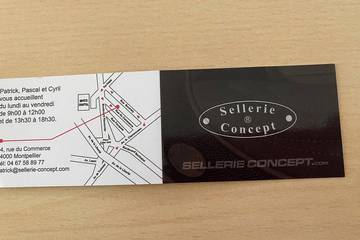 Patrick, Pascal et Cyril
vous accueillent
du lundi au vendredi
de 9h00 à 12h00
et de 13h30 à 18h30.
4, rue du Commerce
34000 Montpellier
Tél: 04 67 58 89 77
patrick@sellerie-concept.com
Sellerie
®
Concept
SELLERIE CONCEPT.com